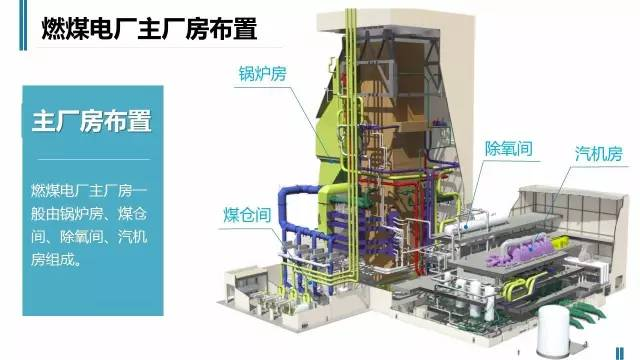 燃煤电厂主厂房布置
锅炉房
主厂房布置
除氧间
汽机房
燃煤电厂主厂房一
般由锅炉房、煤仓
间、除氧间、汽机
房组成。
煤仓间